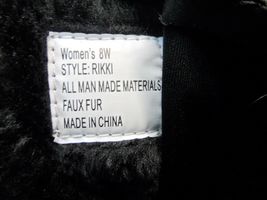 Women's 8W
STYLE: RIKKI
ALL MAN MADE MATERIALS
FAUX FUR
MADE IN CHINA